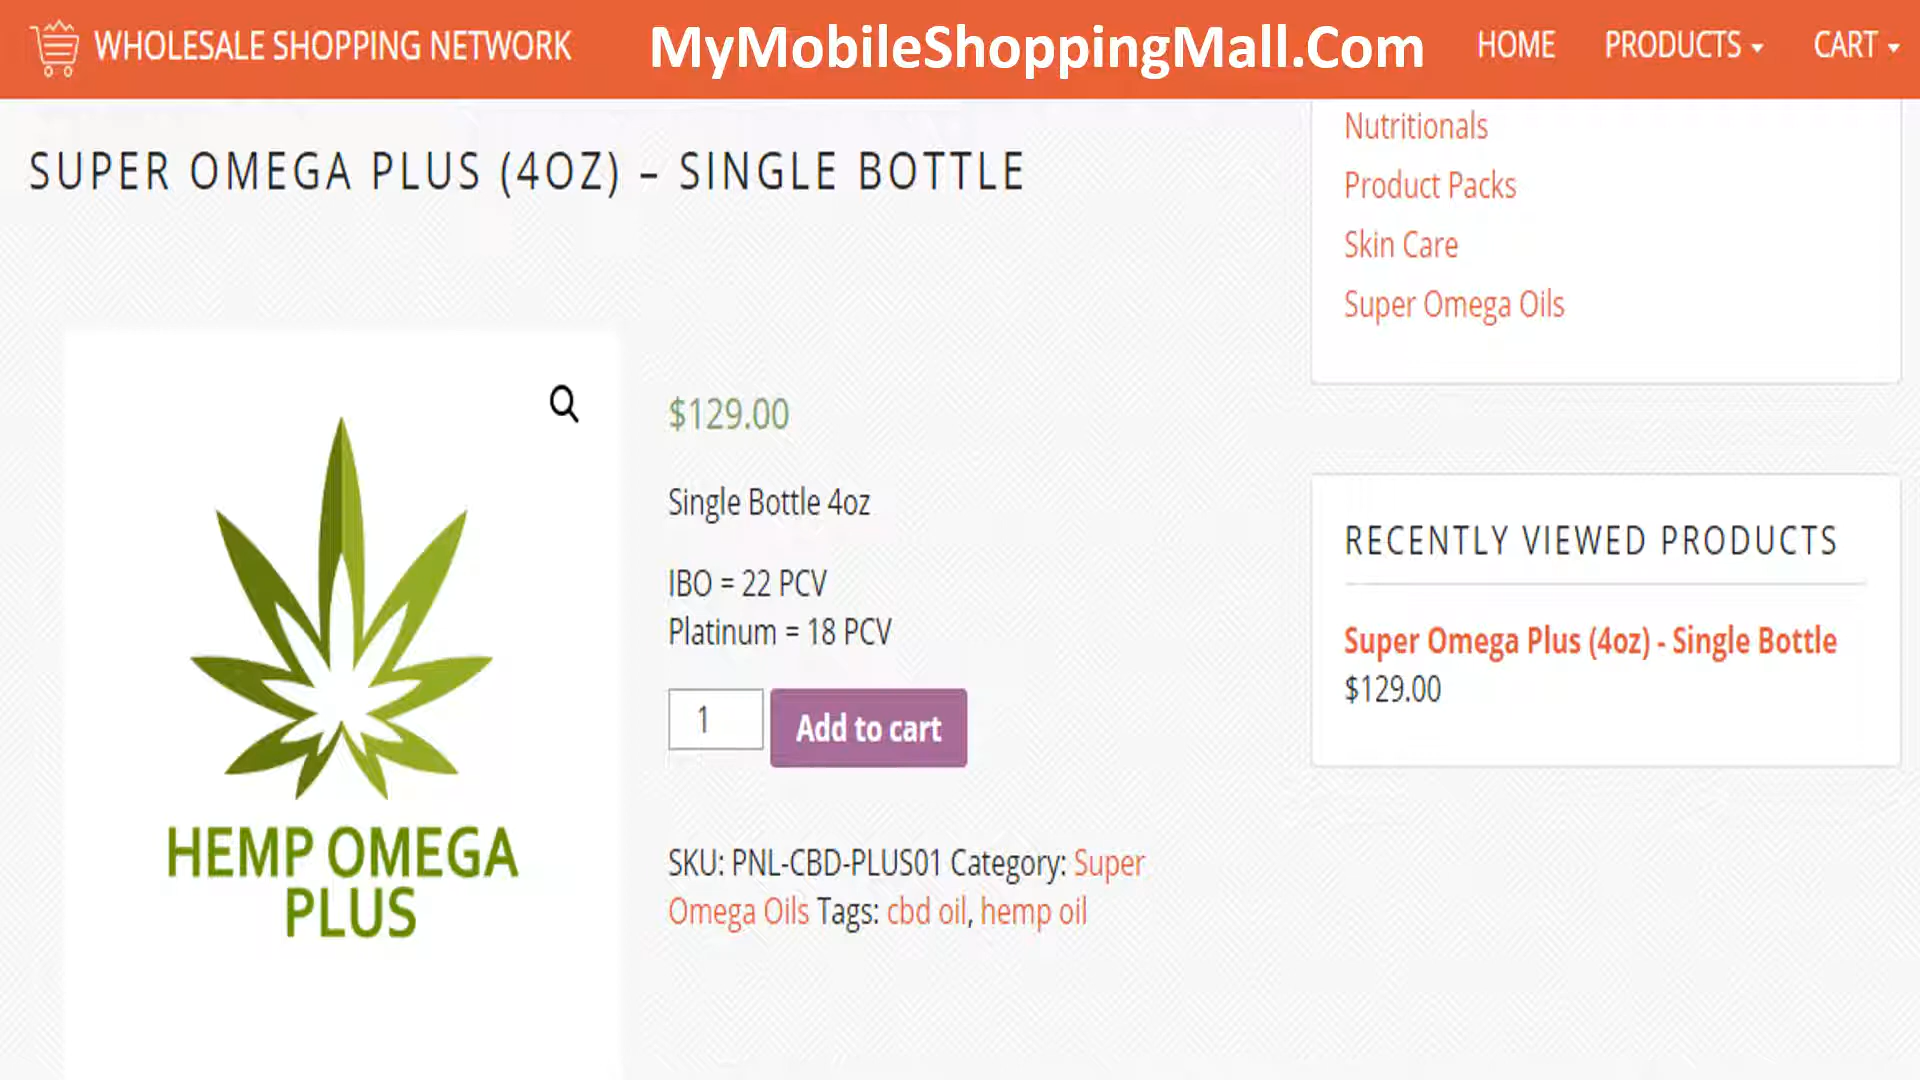 WHOLESALE SHOPPING NETWORK
MyMobileShoppingMall.Com
HOME
PRODUCTS
CART
SUPER OMEGA PLUS (4OZ) – SINGLE BOTTLE
HEMP OMEGA
PLUS
$129.00
Single Bottle 4oz
IBO = 22 PCV
Platinum = 18 PCV
1
Add to cart
SKU: PNL-CBD-PLUS01 Category: Super
Omega Oils Tags: cbd oil, hemp oil
Nutritionals
Product Packs
Skin Care
Super Omega Oils
RECENTLY VIEWED PRODUCTS
Super Omega Plus (4oz) - Single Bottle
$129.00